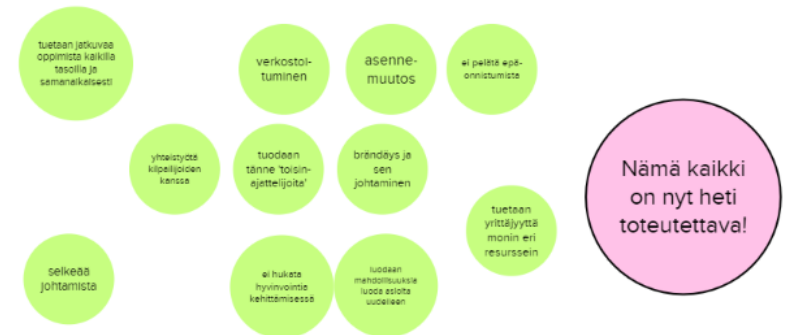 tuetaan jatkuvaa
oppimista kaikilla
tasoilla ja
samanaikaisesti
verkostoi-
tuminen
asenne-
muutos
ei pelätä epä-
onnistumista
yhteistyötä
kilpailijoiden
kanssa
tuodaan
tänne 'toisin-
ajattelijoita'
brändäys ja
sen
johtaminen
Nämä kaikki
on nyt heti
toteutettava!
tuetaan
yrittäjyyttä
monin eri
resurssein
selkeää
johtamista
ei hukata
hyvinvointia
kehittämisessä
luodaan
mahdollisuuksia
luoda asioita
uudelleen